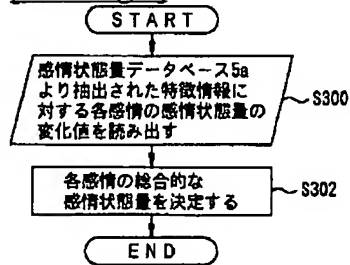 START
感情状態量データベース5a
より抽出された特徴情報に
対する各感情の感情状態量の
変化値を読み出す
S300
各感情の総合的な
感情状態量を決定する
S302
END